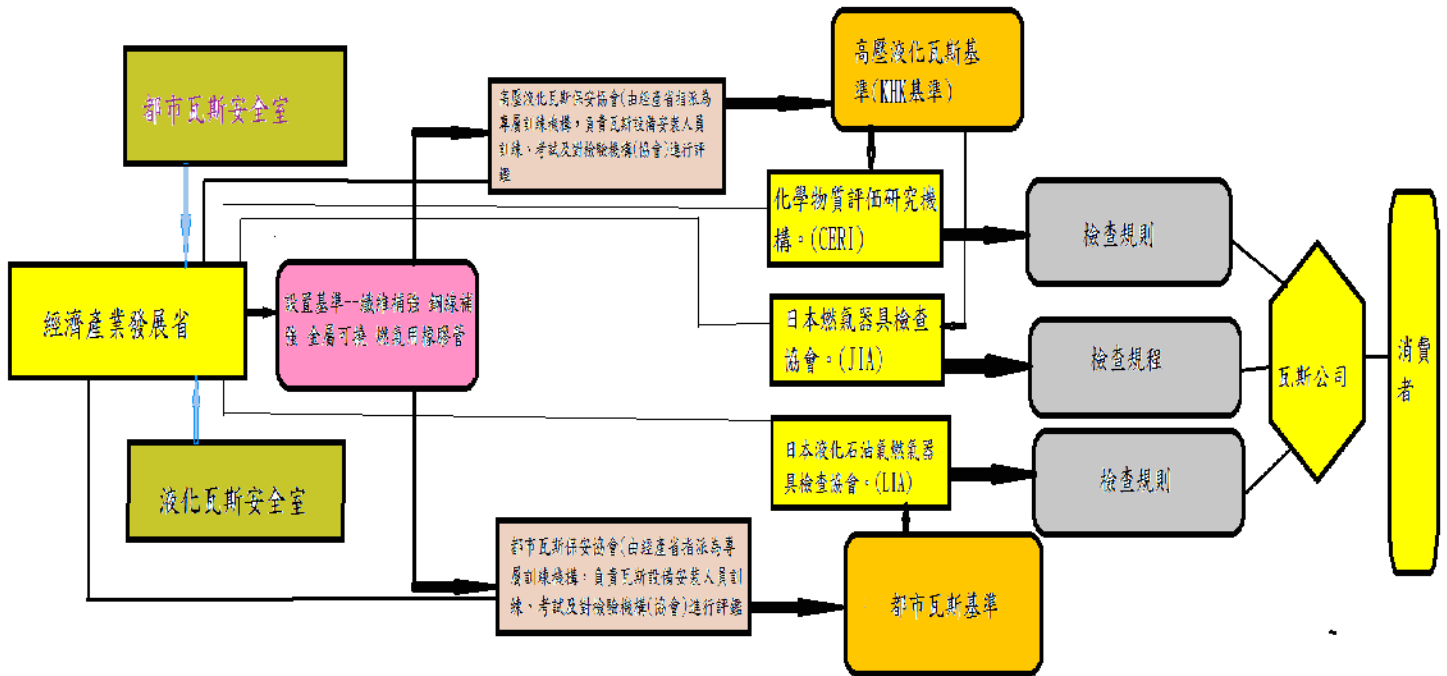 都市瓦斯安全室
經濟產業發展省
液化瓦斯安全室
設置基準--纖維補強 鋼線補
強 金屬可撓 燃氣用橡膠管
高壓液化瓦斯保安協會(由經產省指派為
專屬訓練機構，負責瓦斯設備安裝人員
訓練、考試及對檢驗機構(協會)進行評
鑑
都市瓦斯保安協會(由經產省指派為專
屬訓練機構：負責瓦斯設備安裝人員訓
練、考試及對檢驗機構(協會)進行評鑑
高壓液化瓦斯基
準(KHK基準)
化學物質評価研究機
構。(CERI)
日本燃氣器具檢查
協會。(JIA)
日本液化石油氣燃氣器
具檢查協會。(LIA)
都市瓦斯基準
檢查規則
檢查規程
檢查規則
瓦斯公司
消費
者